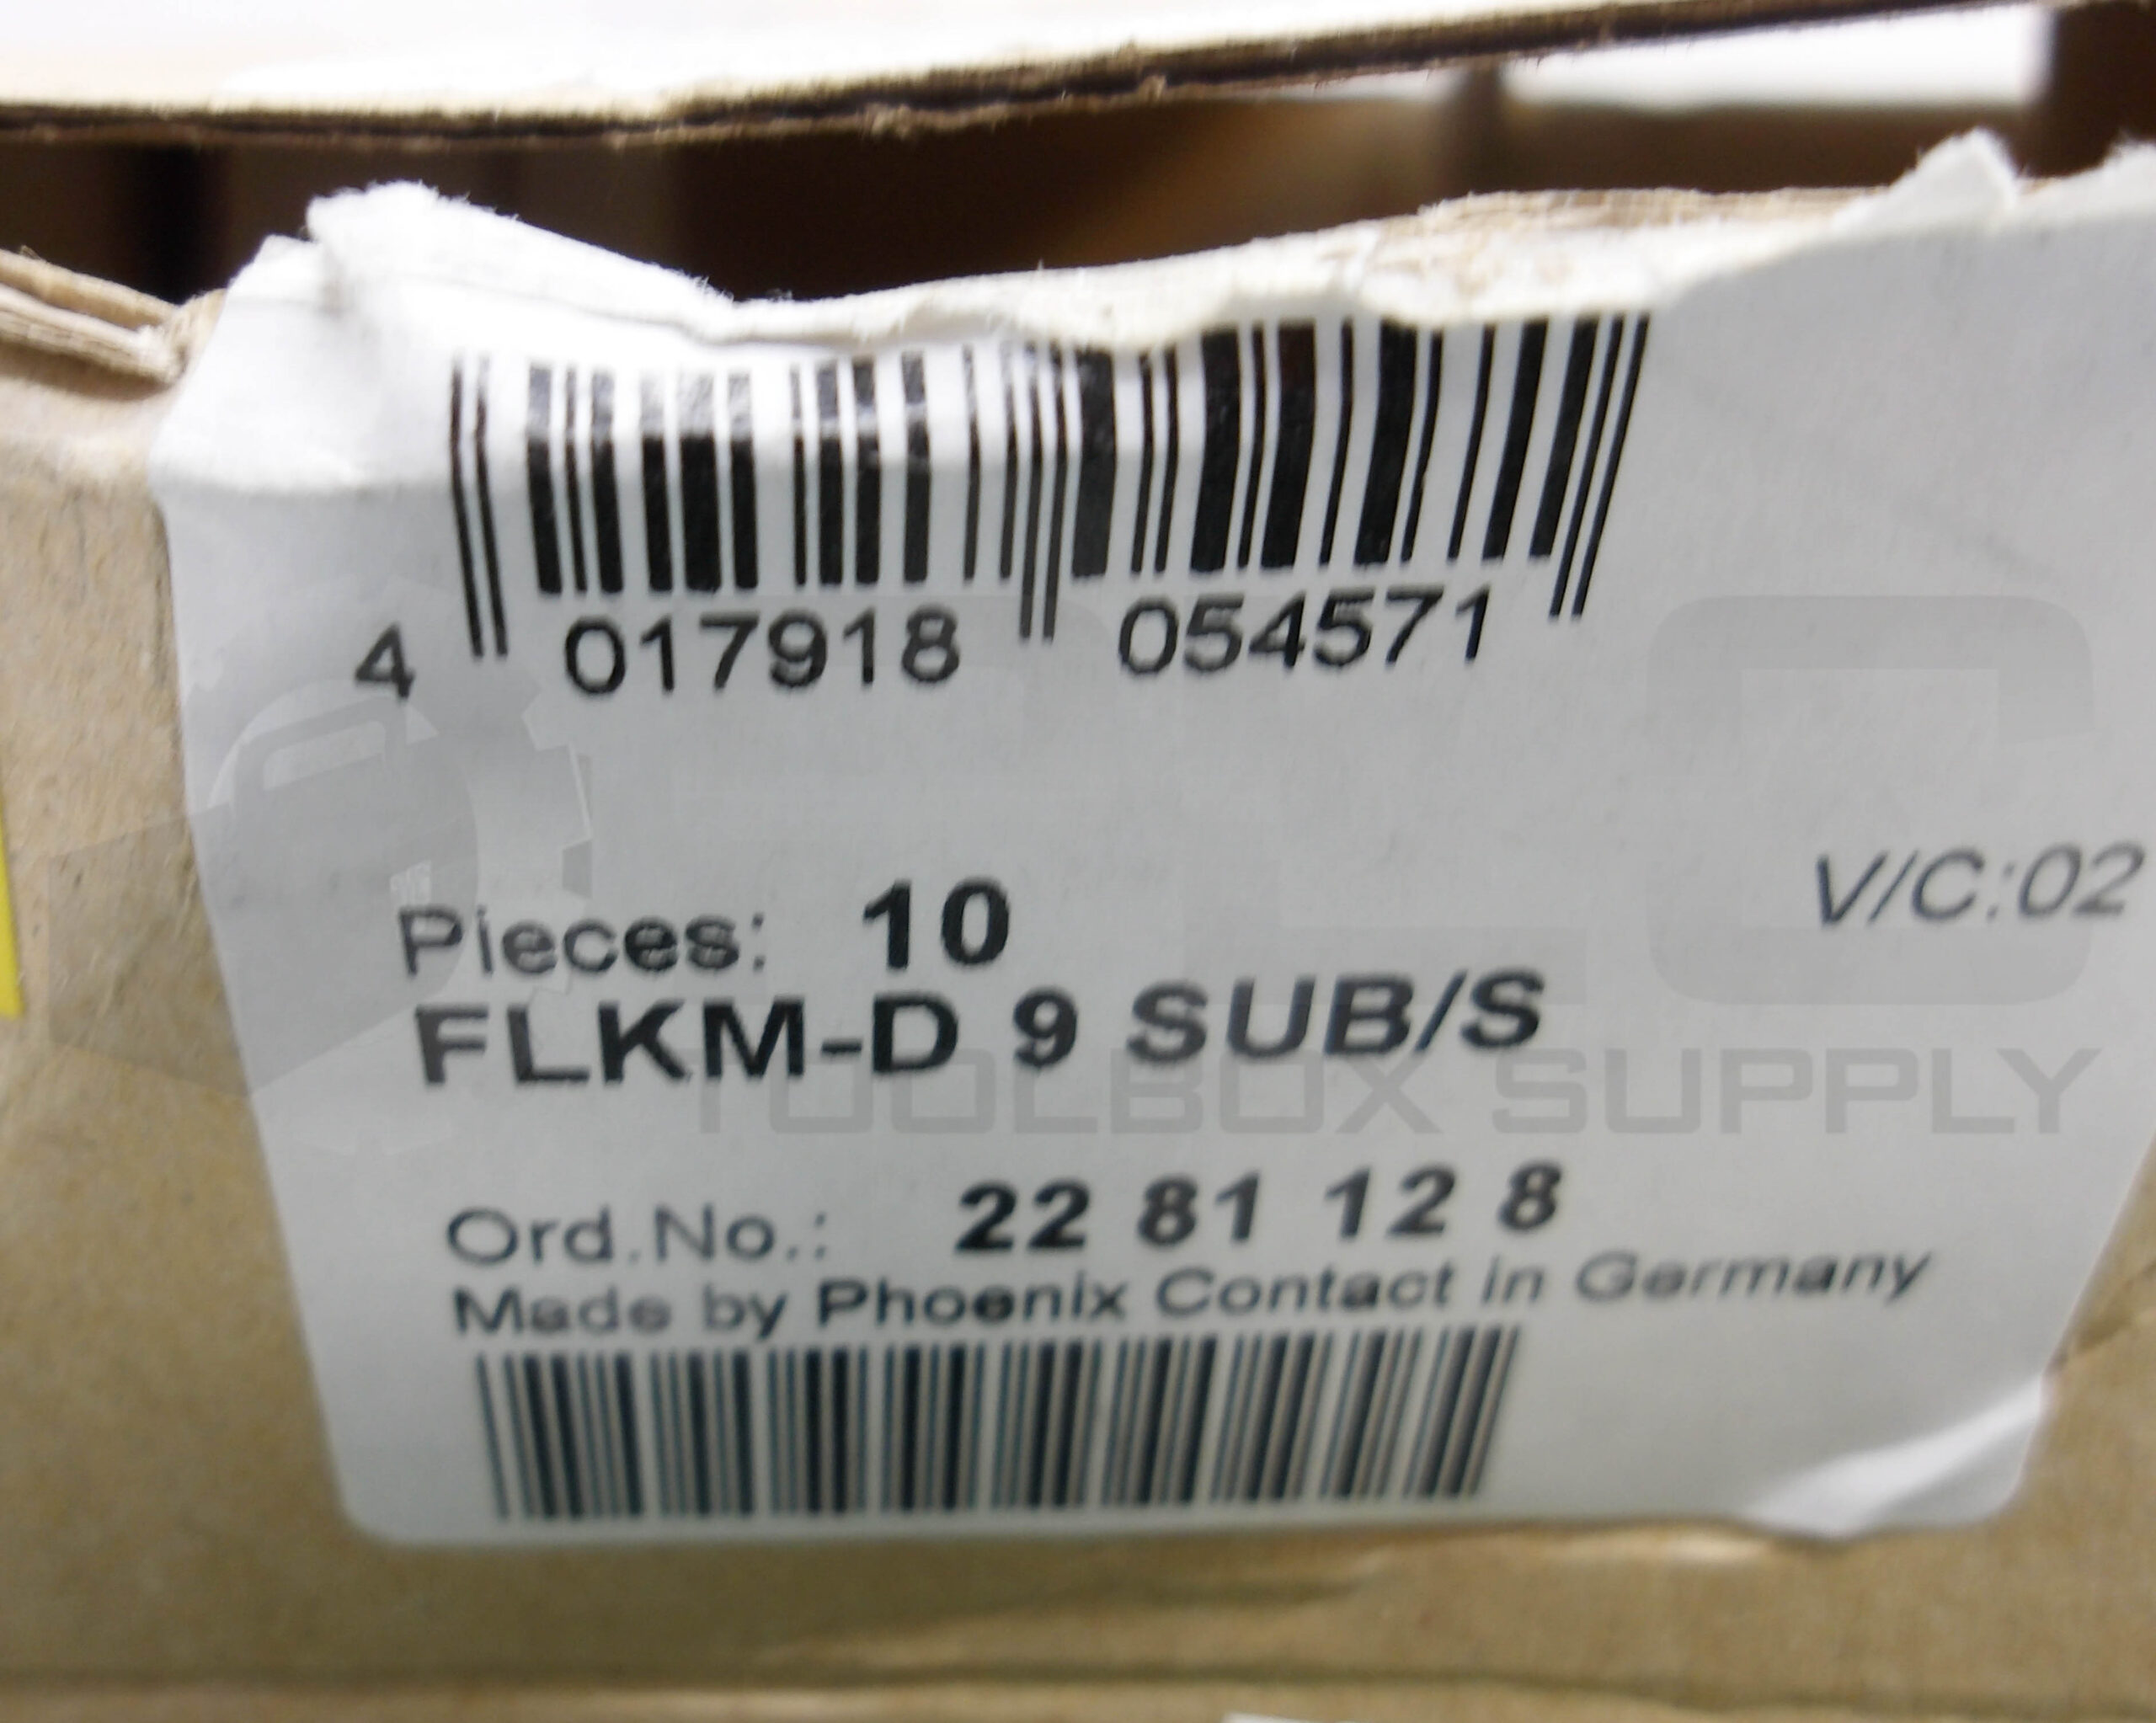 4 017918 054571
V/C:02
Pieces: 10
FLKM-D 9 SUB/S
PLC
TOOLBOX SUPPLY
Ord.No.: 22 81 12 8
Made by Phoenix Contact in Germany